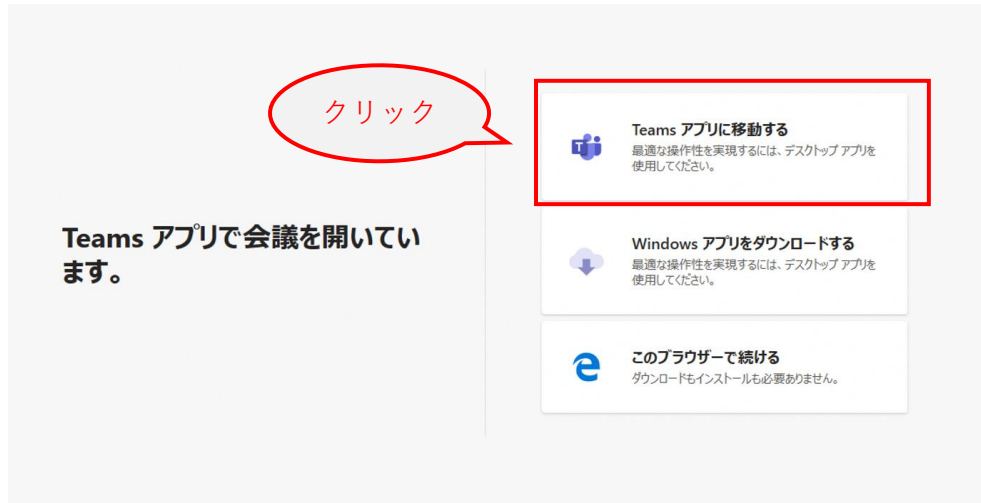 クリック
Teams アプリで会議を開いてい
ます。
Teams アプリに移動する
最適な操作性を実現するには、デスクトップ アプリを
使用してください。
Windows アプリをダウンロードする
最適な操作性を実現するには、デスクトップ アプリを
使用してください。
このブラウザーで続ける
ダウンロードもインストールも必要ありません。